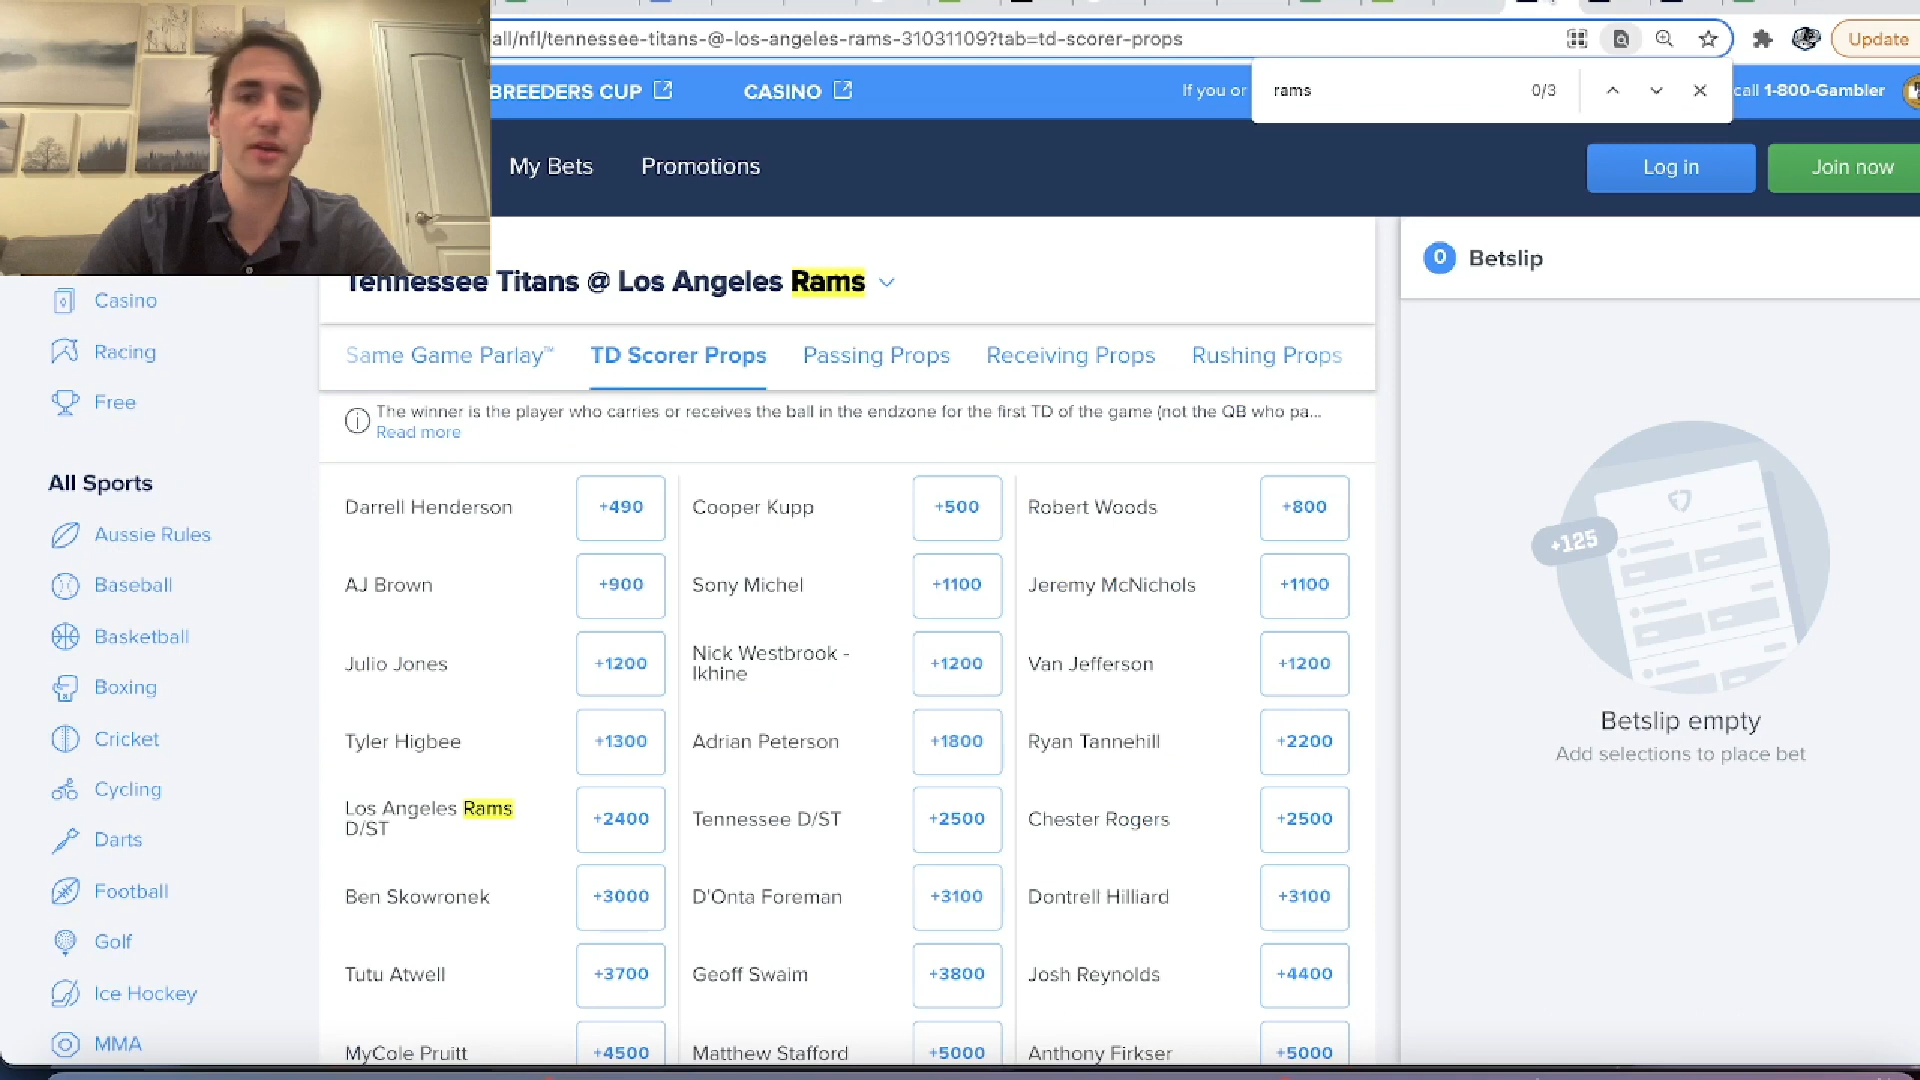 all/nfl/tennessee-titans-@-los-angeles-rams-31031109?tab=td-scorer-props
Update
BREEDERS CUP
CASINO
If you or
rams
0/3
call 1-800-Gambler
My Bets
Promotions
Log in
Join now
Tennessee Titans @ Los Angeles Rams
0
Betslip
Casino
Racing
Free
All Sports
Aussie Rules
Baseball
Basketball
Boxing
Cricket
Cycling
Darts
Football
Golf
Ice Hockey
MMA
Same Game Parlay™
TD Scorer Props
Passing Props
Receiving Props
Rushing Props
The winner is the player who carries or receives the ball in the endzone for the first TD of the game (not the QB who pa...
Read more
Darrell Henderson +490 Cooper Kupp +500 Robert Woods +800
AJ Brown +900 Sony Michel +1100 Jeremy McNichols +1100
Julio Jones +1200 Nick Westbrook - +1200 Van Jefferson +1200
Ikhine
Tyler Higbee +1300 Adrian Peterson +1800 Ryan Tannehill +2200
Los Angeles Rams +2400 Tennessee D/ST +2500 Chester Rogers +2500
D/ST
Ben Skowronek +3000 D'Onta Foreman +3100 Dontrell Hilliard +3100
Tutu Atwell +3700 Geoff Swaim +3800 Josh Reynolds +4400
MyCole Pruitt +4500 Matthew Stafford +5000 Anthony Firkser +5000
+125
Betslip empty
Add selections to place bet